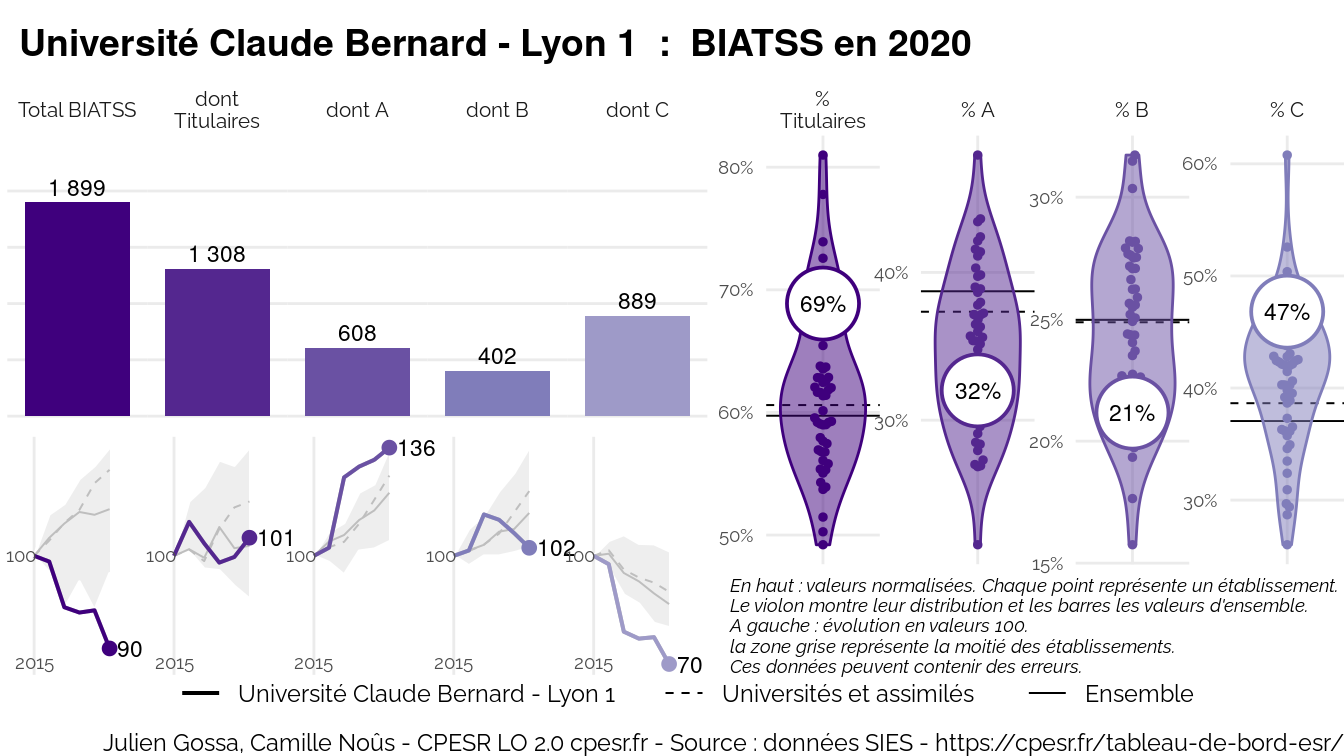 Université Claude Bernard - Lyon 1 : BIATSS en 2020
Total BIATSS
dont
Titulaires
dont A
dont B
dont C
%
Titulaires
% A
% B
% C
1 899
1 308
608
402
889
80%
70%
60%
50%
69%
40%
30%
32%
30%
25%
20%
15%
21%
60%
50%
40%
30%
47%
100
90
2015
100
101
2015
100
136
2015
100
102
2015
100
70
2015
En haut : valeurs normalisées. Chaque point représente un établissement.
Le violon montre leur distribution et les barres les valeurs d'ensemble.
A gauche : évolution en valeurs 100.
la zone grise représente la moitié des établissements.
Ces données peuvent contenir des erreurs.
Université Claude Bernard - Lyon 1 Universités et assimilés Ensemble
Julien Gossa, Camille Noûs - CPESR LO 2.0 cpesr.fr - Source : données SIES - https://cpesr.fr/tableau-de-bord-esr/